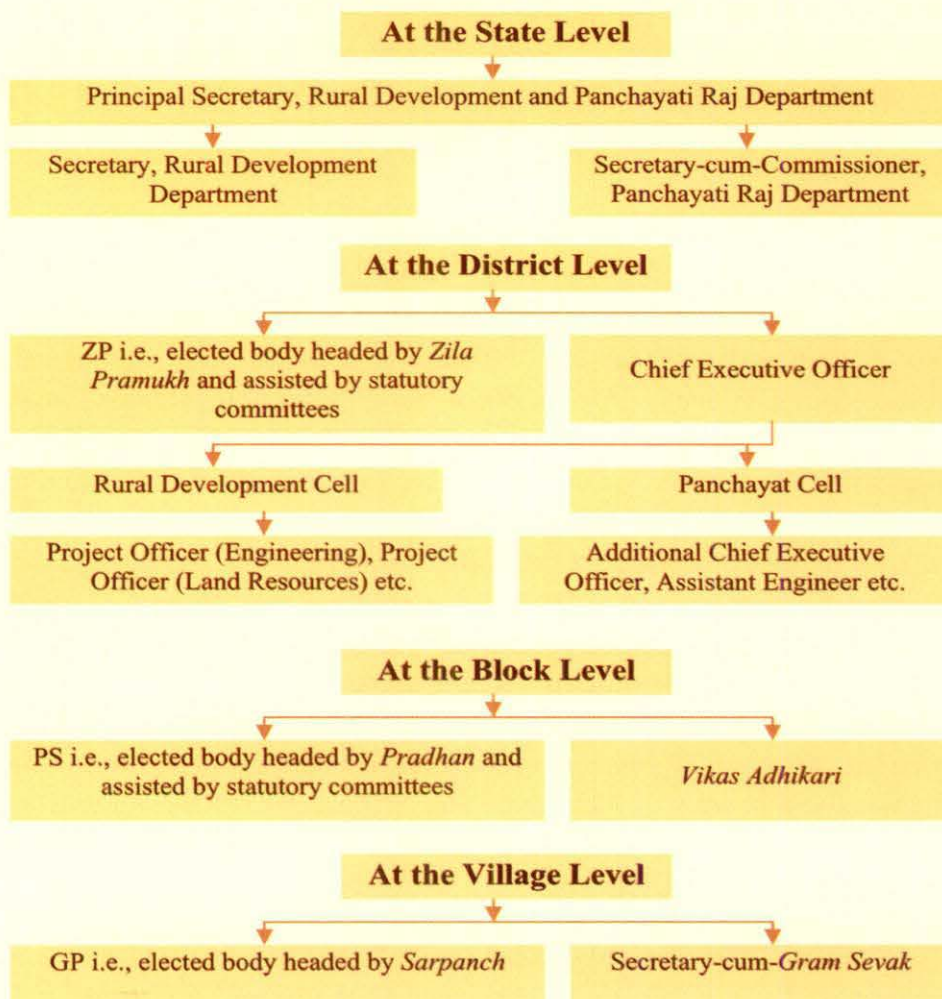 At the State Level
Principal Secretary, Rural Development and Panchayati Raj Department
Secretary, Rural Development
Department
Secretary-cum-Commissioner,
Panchayati Raj Department
At the District Level
ZP i.e., elected body headed by Zila
Pramukh and assisted by statutory
committees
Chief Executive Officer
Rural Development Cell
Panchayat Cell
Project Officer (Engineering), Project
Officer (Land Resources) etc.
Additional Chief Executive
Officer, Assistant Engineer etc.
At the Block Level
PS i.e., elected body headed by Pradhan and
assisted by statutory committees
Vikas Adhikari
At the Village Level
GP i.e., elected body headed by Sarpanch
Secretary-cum-Gram Sevak